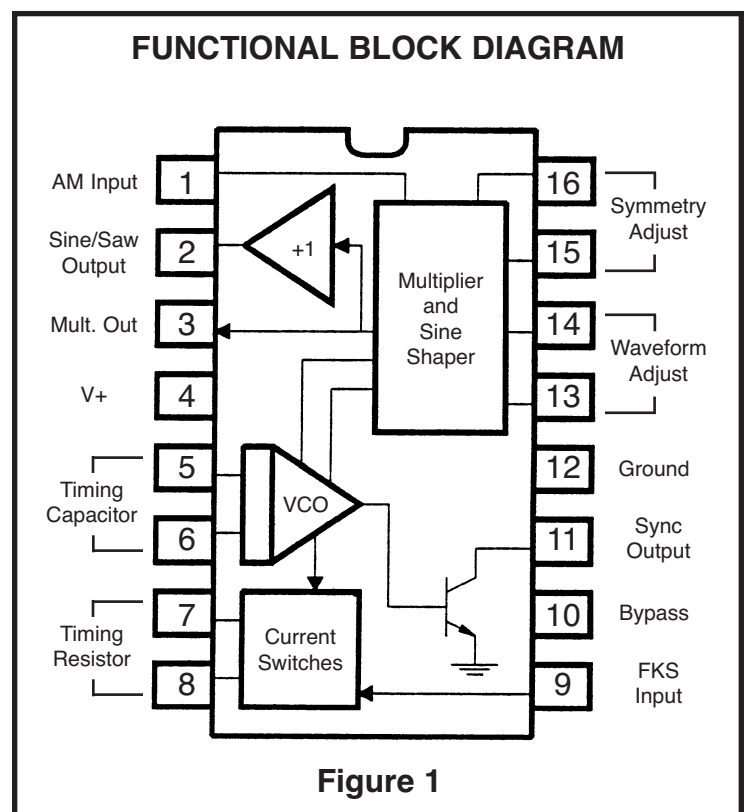 FUNCTIONAL BLOCK DIAGRAM
AM Input
1
Sine/Saw
Output
2
Mult. Out
3
V+
4
Timing
Capacitor
5
6
Timing
Resistor
7
8
+1
Multiplier
and
Sine
Shaper
VCO
Current
Switches
16
15
Symmetry
Adjust
14
13
Waveform
Adjust
12
Ground
11
Sync
Output
10
Bypass
9
FKS
Input
Figure 1